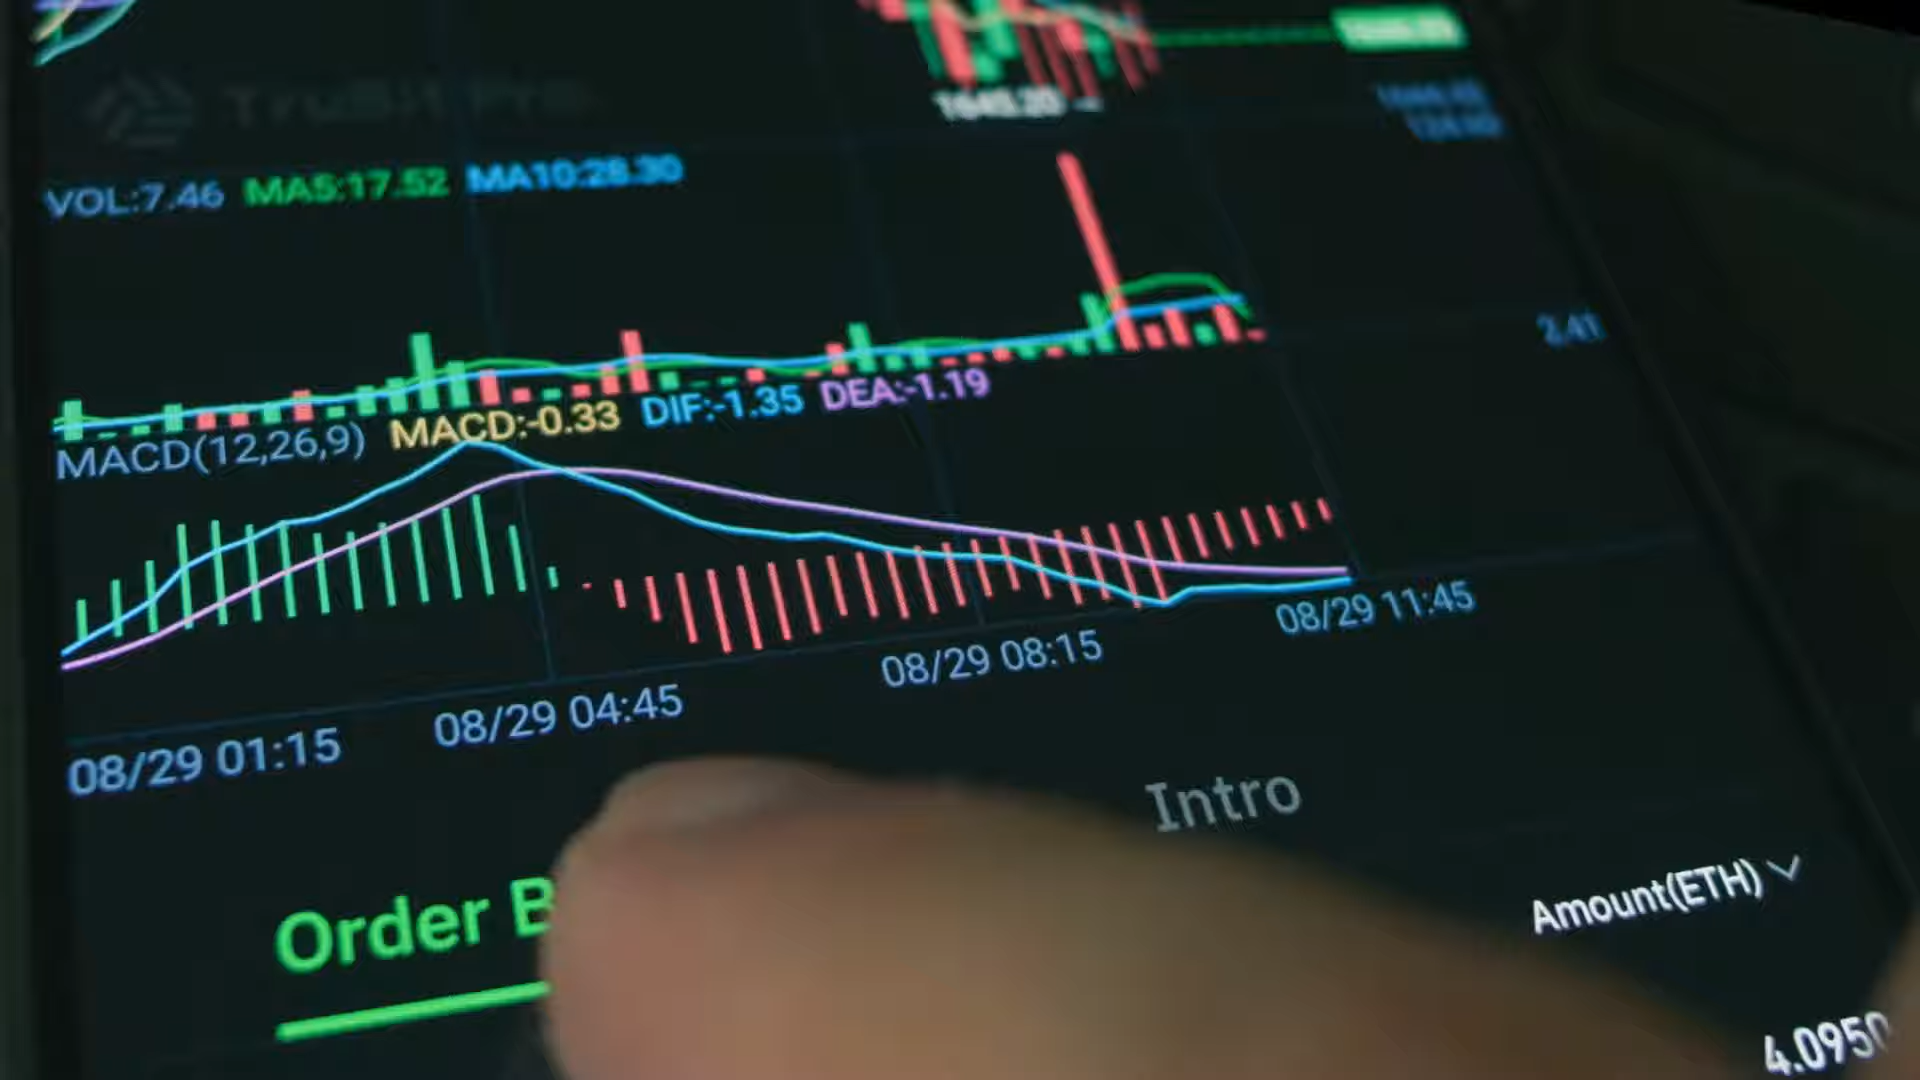 1645.20
VOL:7.46 MA5:17.52 MA10:28.30
2.41
MACD(12,26,9) MACD:-0.33 DIF:-1.35 DEA:-1.19
08/29 01:15 08/29 04:45 08/29 08:15 08/29 11:45
Order B Intro
Amount(ETH)
4.0950